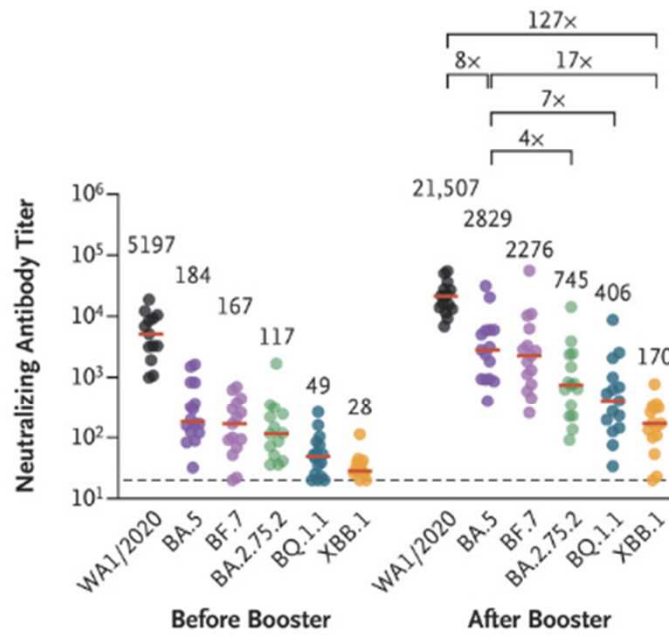 127×
8× 17×
7×
4×
Neutralizing Antibody Titer
10⁶
10⁵
10⁴
10³
10²
10¹
5197
184
167
117
49
28
21,507
2829
2276
745
406
170
WA1/2020
BA.5
BF.7
BA.2.75.2
BQ.1.1
XBB.1
WA1/2020
BA.5
BF.7
BA.2.75.2
BQ.1.1
XBB.1
Before Booster
After Booster